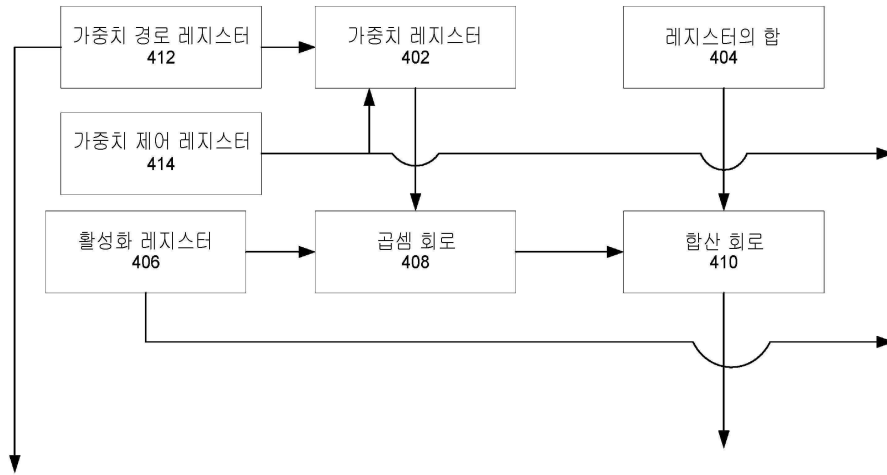 가중치 경로 레지스터
412
가중치 레지스터
402
레지스터의 합
404
가중치 제어 레지스터
414
활성화 레지스터
406
곱셈 회로
408
합산 회로
410